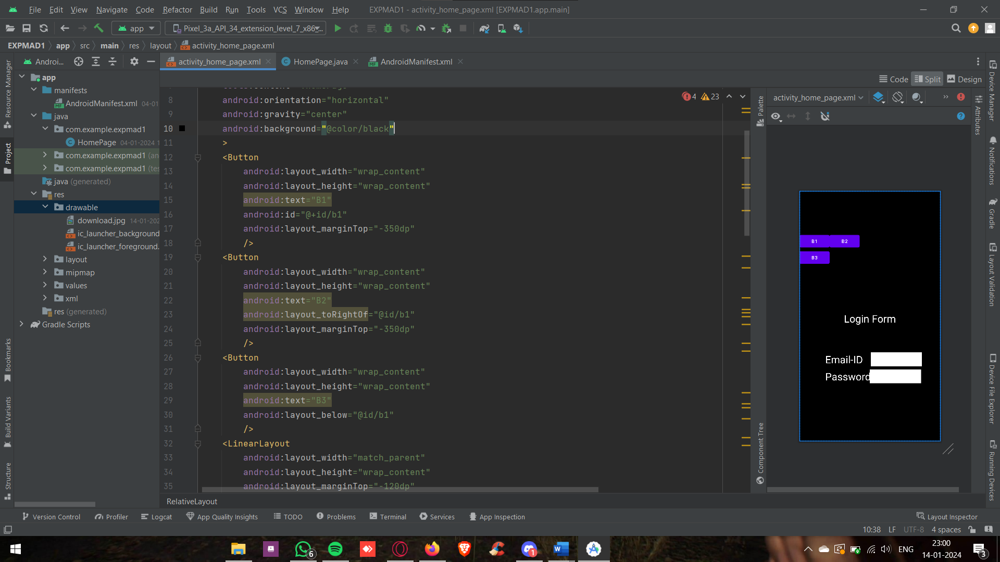 File Edit View Navigate Code Refactor Build Run Tools VCS Window Help EXPMAD1 - activity_home_page.xml [EXPMAD1.app.main]
app Pixel_3a_API_34_extension_level_7_x86
EXPMAD1 app src main res layout activity_home_page.xml
Androi...
activity_home_page.xml HomePage.java AndroidManifest.xml
Code Split Design
Resource Manager
Project
Bookmarks
Build Variants
Structure
app
manifests
AndroidManifest.xml 04-01
java
com.example.expmad1
HomePage 04-01-2024 1
com.example.expmad1 (an
com.example.expmad1 (tes
java (generated)
res
drawable
download.jpg 14-01-202
ic_launcher_background
ic_launcher_foreground.
layout
mipmap
values
xml
res (generated)
Gradle Scripts
4 23
8 android:orientation="horizontal"
9 android:gravity="center"
10 android:background="@color/black"
11 >
12 <Button
13 android:layout_width="wrap_content"
14 android:layout_height="wrap_content"
15 android:text="B1"
16 android:id="@+id/b1"
17 android:layout_marginTop="-350dp"
18 />
19 <Button
20 android:layout_width="wrap_content"
21 android:layout_height="wrap_content"
22 android:text="B2"
23 android:layout_toRightOf="@id/b1"
24 android:layout_marginTop="-350dp"
25 />
26 <Button
27 android:layout_width="wrap_content"
28 android:layout_height="wrap_content"
29 android:text="B3"
30 android:layout_below="@id/b1"
31 />
32 <LinearLayout
33 android:layout_width="match_parent"
34 android:layout_height="wrap_content"
35 android:layout_marginTop="-120dp"
RelativeLayout
Palette
Component Tree
activity_home_page.xml
B1 B2
B3
Login Form
Email-ID
Password
Attributes
Device Manager
Notifications
Gradle
Layout Validation
Device File Explorer
Running Devices
Version Control Profiler Logcat App Quality Insights TODO Problems Terminal Services App Inspection Layout Inspector
10:38 LF UTF-8 4 spaces
6 1 ENG 23:00
14-01-2024 3